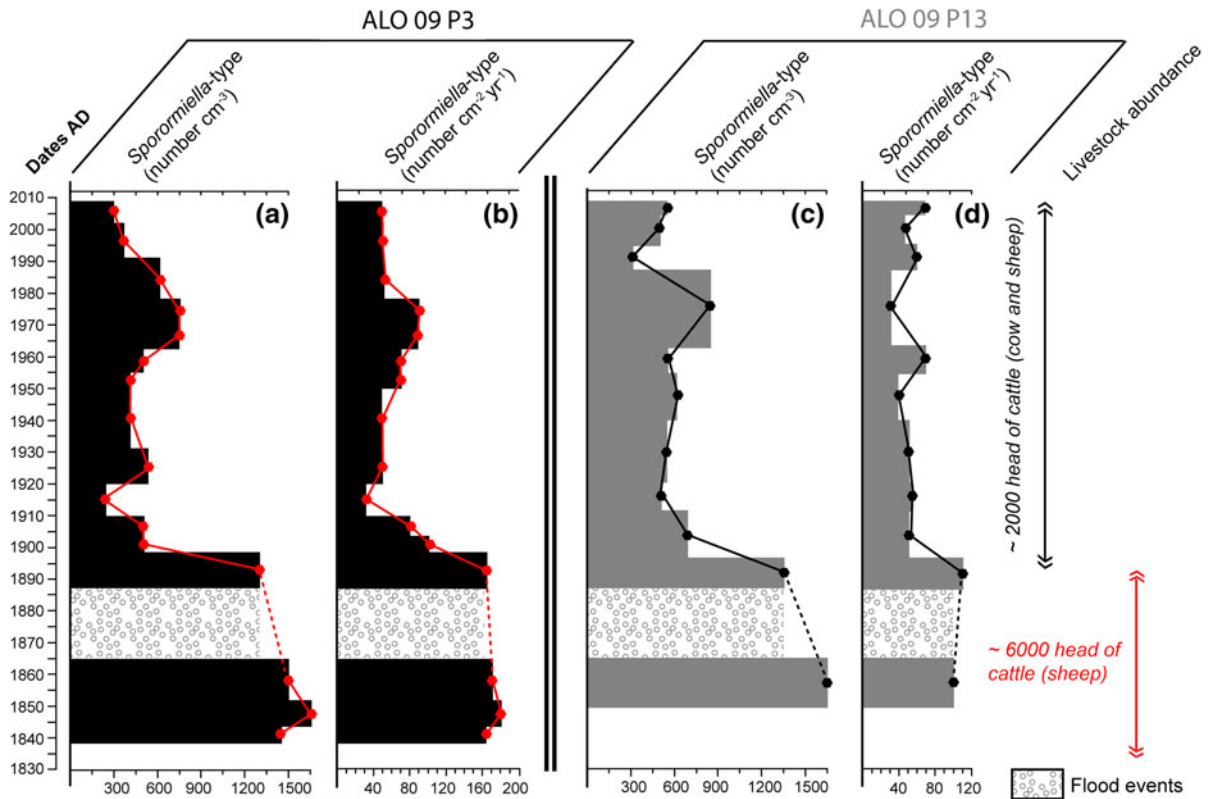 ALO 09 P3
ALO 09 P13
Dates AD
Sporormiella-type
(number cm-3)
Sporormiella-type
(number cm-2 yr-1)
Sporormiella-type
(number cm-3)
Sporormiella-type
(number cm-2 yr-1)
Livestock abundance
(a)
(b)
(c)
(d)
2010
2000
1990
1980
1970
1960
1950
1940
1930
1920
1910
1900
1890
1880
1870
1860
1850
1840
1830
~ 2000 head of cattle (cow and sheep)
~ 6000 head of
cattle (sheep)
300 600 900 1500
40 80 120 160 200
300 600 900 1500
40 80 120
Flood events